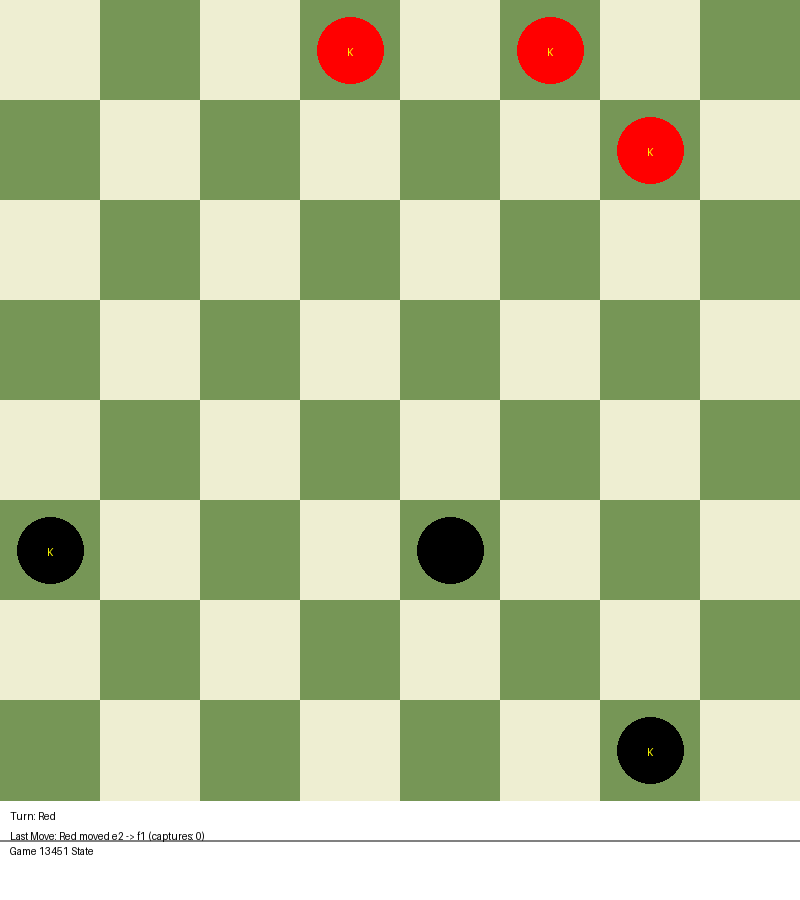 K K
K
K
K
Turn: Red
Last Move: Red moved e2 -> f1 (captures: 0)
Game 13451 State